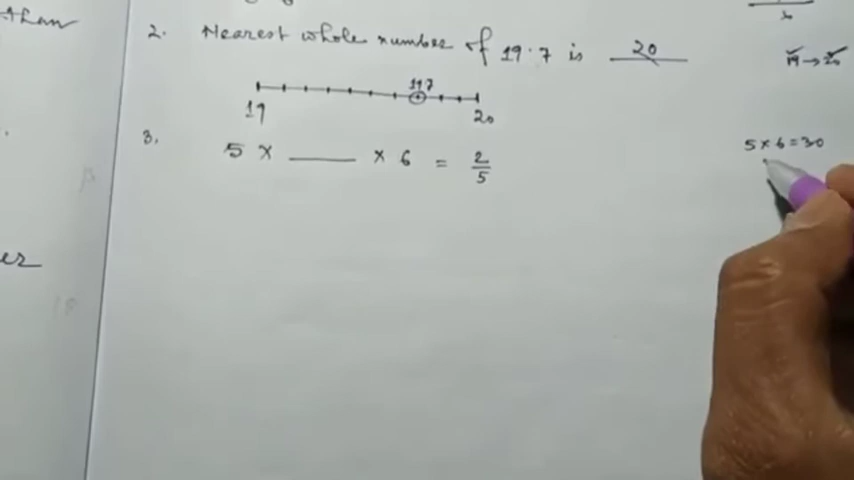 than
2. Nearest whole number of 19.7 is 20
19 → 20
19.7
19 20
3. 5 × ____ × 6 = 2/5
5 × 6 = 30
er